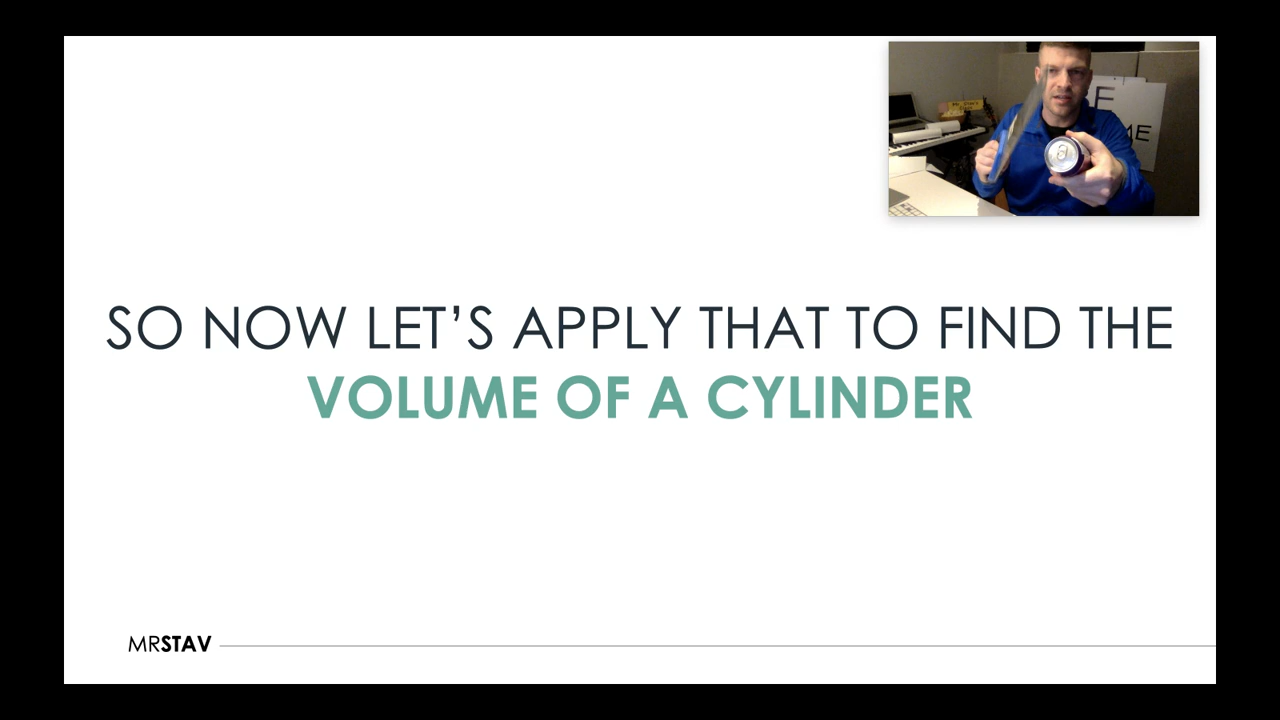 SO NOW LET’S APPLY THAT TO FIND THE
VOLUME OF A CYLINDER
MRSTAV